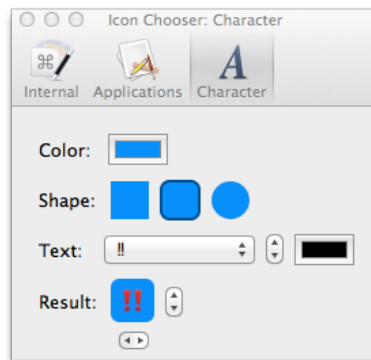 Icon Chooser: Character
Internal Applications Character
Color:
Shape:
Text: ‼
Result: ‼